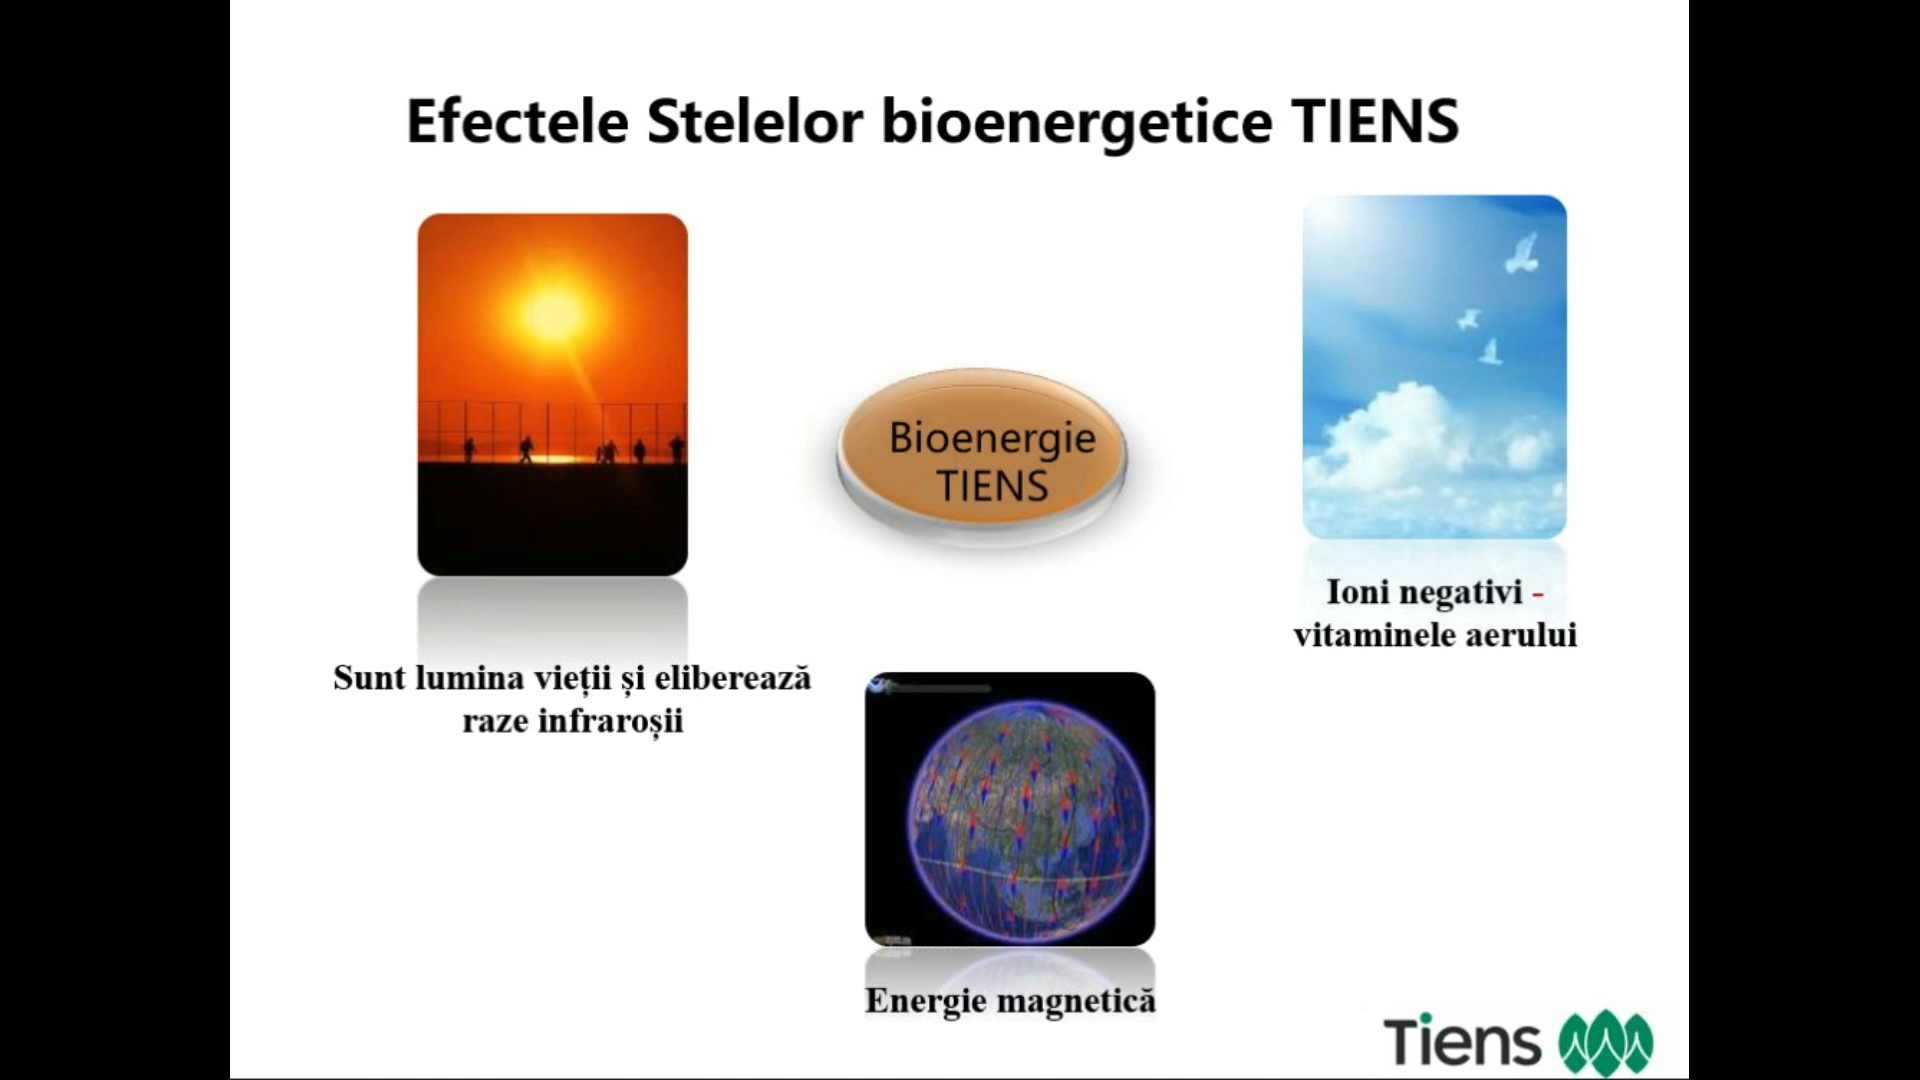 Efectele Stelelor bioenergetice TIENS
Bioenergie
TIENS
Ioni negativi -
vitaminele aerului
Sunt lumina vieții și eliberează
raze infraroșii
Energie magnetică
Tiens